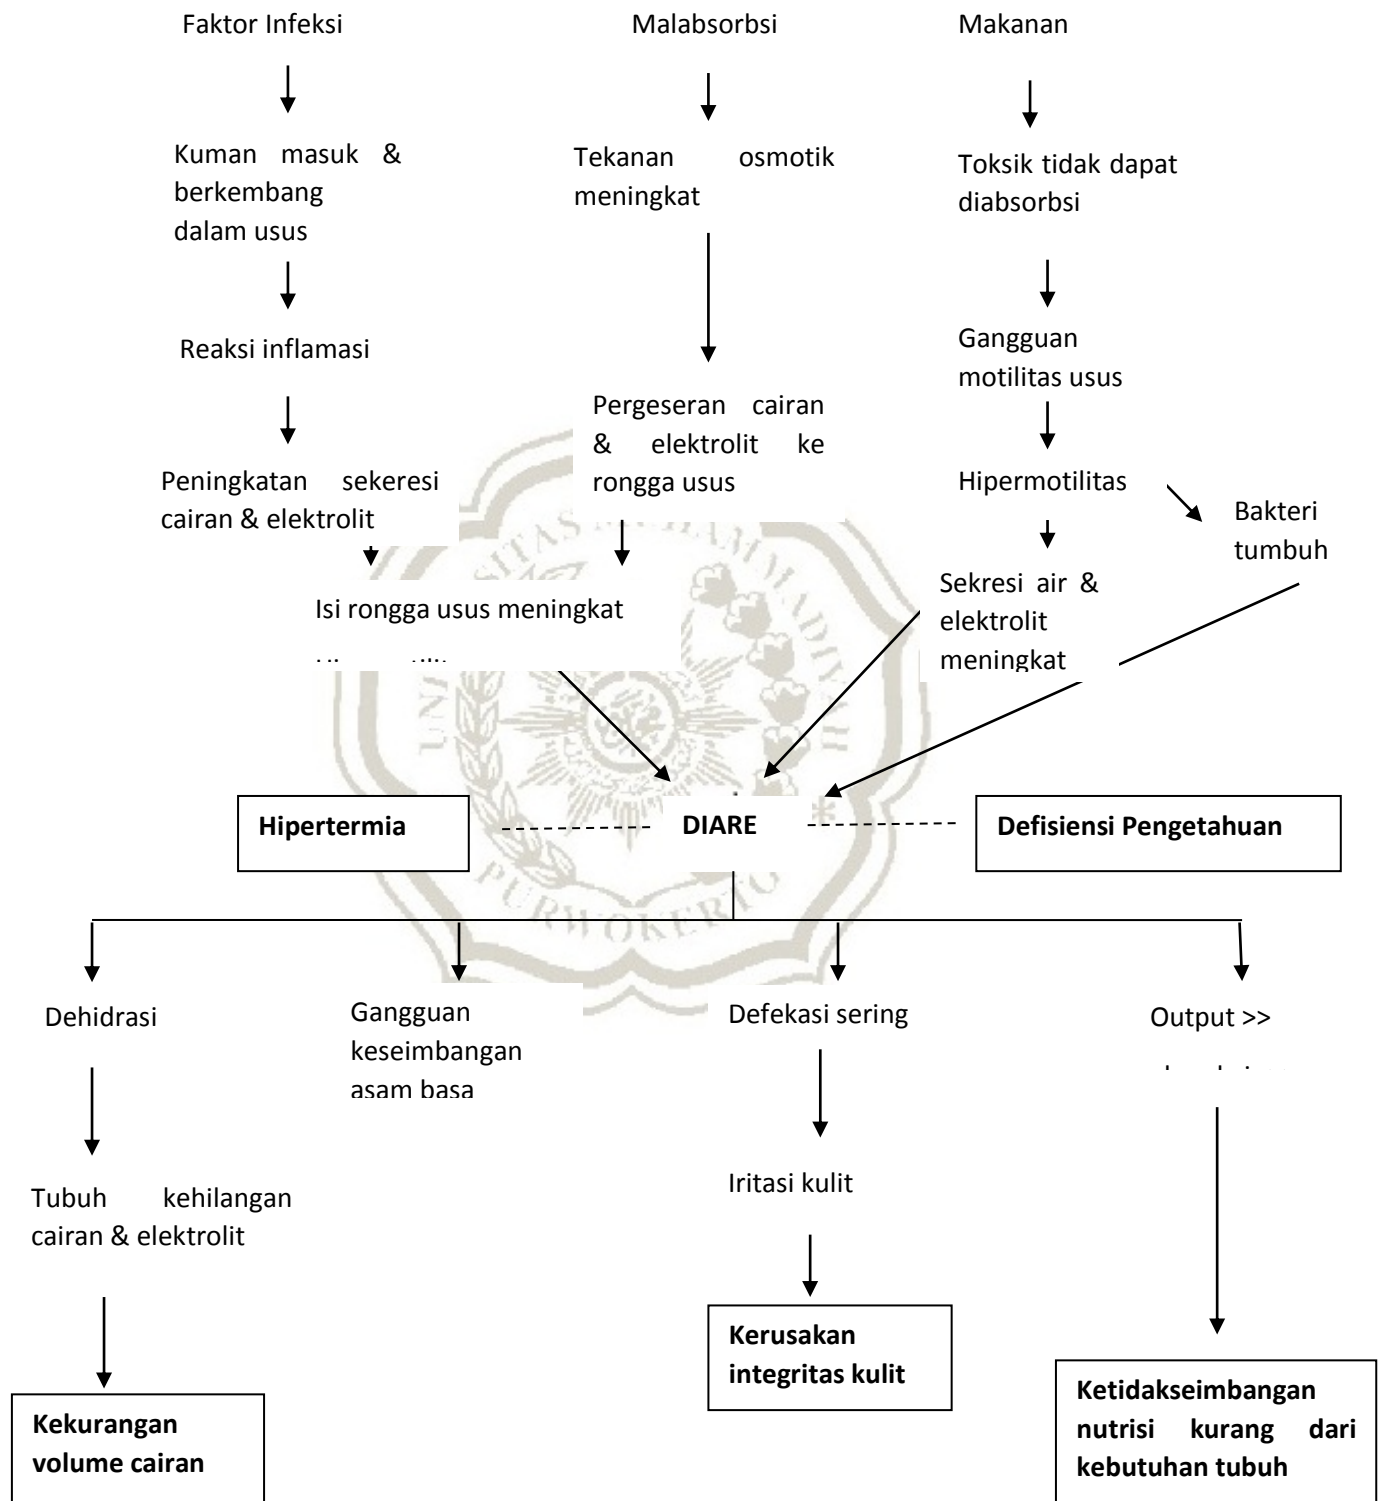 Faktor Infeksi
Malabsorbsi
Makanan
Kuman masuk &
berkembang
dalam usus
Tekanan osmotik
meningkat
Toksik tidak dapat
diabsorbsi
Reaksi inflamasi
Gangguan
motilitas usus
Pergeseran cairan
& elektrolit ke
rongga usus
Peningkatan sekeresi
cairan & elektrolit
Hipermotilitas
Bakteri
tumbuh
Isi rongga usus meningkat
Sekresi air &
elektrolit
meningkat
Hipertermia
DIARE
Defisiensi Pengetahuan
PURWOKERTO
Dehidrasi
Gangguan
keseimbangan
asam basa
Defekasi sering
Output >>
Iritasi kulit
Tubuh kehilangan
cairan & elektrolit
Kerusakan
integritas kulit
Ketidakseimbangan
nutrisi kurang dari
kebutuhan tubuh
Kekurangan
volume cairan